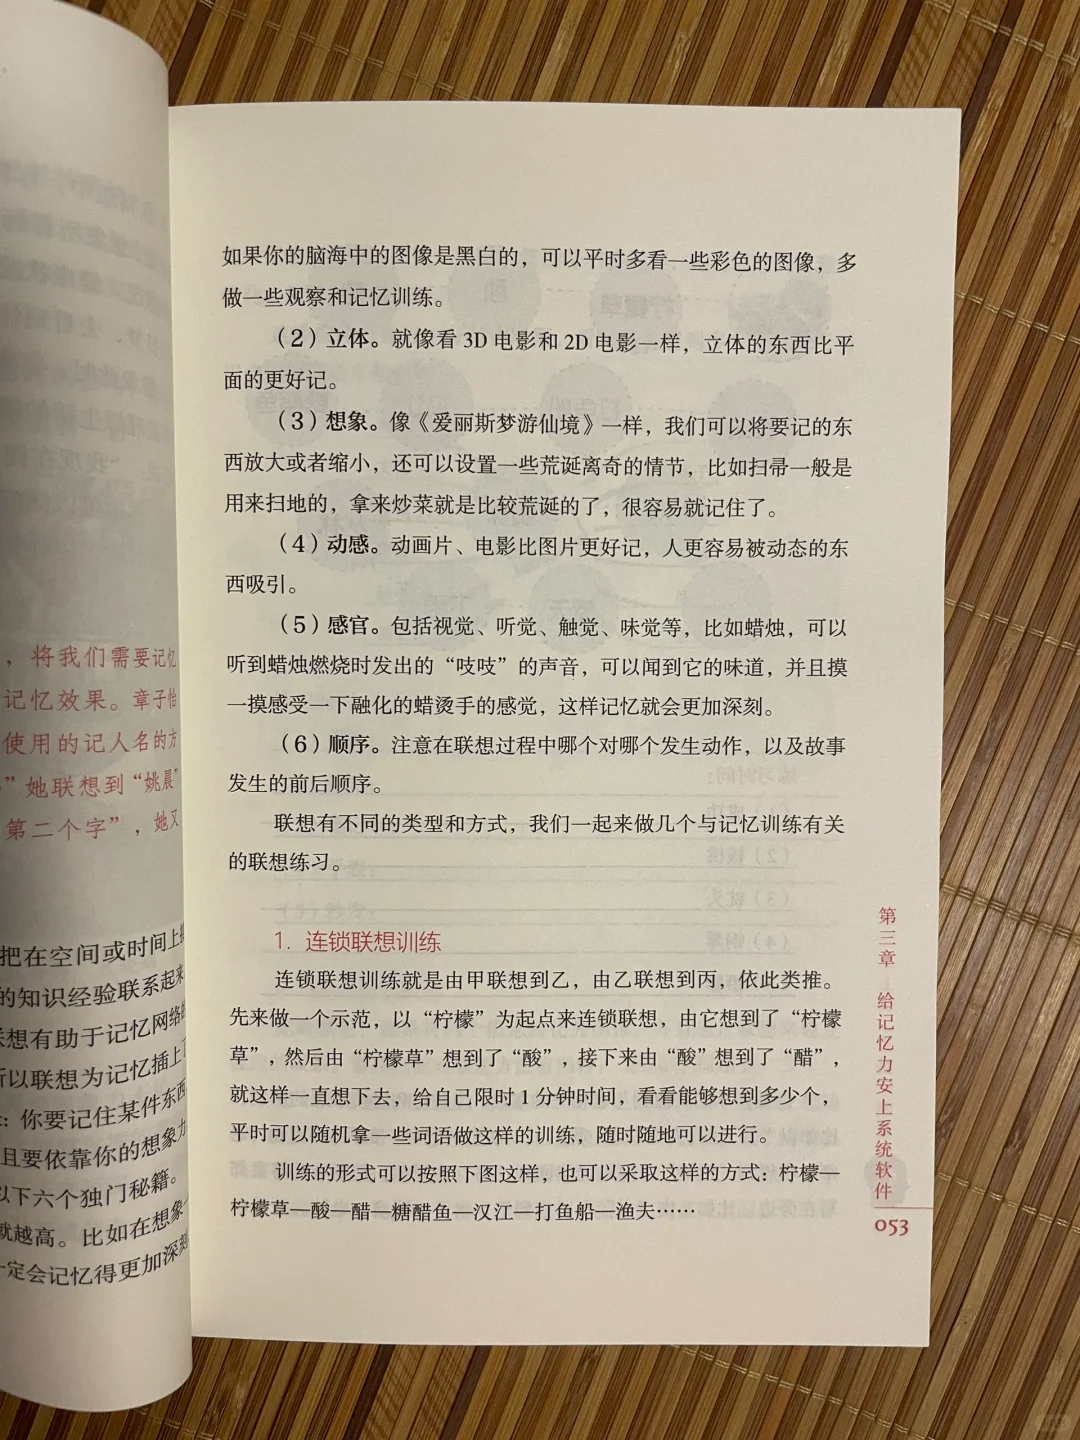 ，将我们需要记忆
记忆效果。章子怡
使用的记人名的方
”她联想到“姚晨”
第二个字”，她又
把在空间或时间上
的知识经验联系起来
想有助于记忆网络
所以联想为记忆插上
：你要记住某件东西
且要依靠你的想象力
以下六个独门秘籍。
就越高。比如在想象
定会记忆得更加深刻
如果你的脑海中的图像是黑白的，可以平时多看一些彩色的图像，多
做一些观察和记忆训练。
（2）立体。就像看 3D 电影和 2D 电影一样，立体的东西比平
面的更好记。
（3）想象。像《爱丽斯梦游仙境》一样，我们可以将要记的东
西放大或者缩小，还可以设置一些荒诞离奇的情节，比如扫帚一般是
用来扫地的，拿来炒菜就是比较荒诞的了，很容易就记住了。
（4）动感。动画片、电影比图片更好记，人更容易被动态的东
西吸引。
（5）感官。包括视觉、听觉、触觉、味觉等，比如蜡烛，可以
听到蜡烛燃烧时发出的“吱吱”的声音，可以闻到它的味道，并且摸
一摸感受一下融化的蜡烫手的感觉，这样记忆就会更加深刻。
（6）顺序。注意在联想过程中哪个对哪个发生动作，以及故事
发生的前后顺序。
联想有不同的类型和方式，我们一起来做几个与记忆训练有关
的联想练习。
1. 连锁联想训练
连锁联想训练就是由甲联想到乙，由乙联想到丙，依此类推。
先来做一个示范，以“柠檬”为起点来连锁联想，由它想到了“柠檬
草”，然后由“柠檬草”想到了“酸”，接下来由“酸”想到了“醋”，
就这样一直想下去，给自己限时 1 分钟时间，看看能够想到多少个，
平时可以随机拿一些词语做这样的训练，随时随地可以进行。
训练的形式可以按照下图这样，也可以采取这样的方式：柠檬—
柠檬草—酸—醋—糖醋鱼—汉江—打鱼船—渔夫……
第三章 给记忆力安上系统软件
053